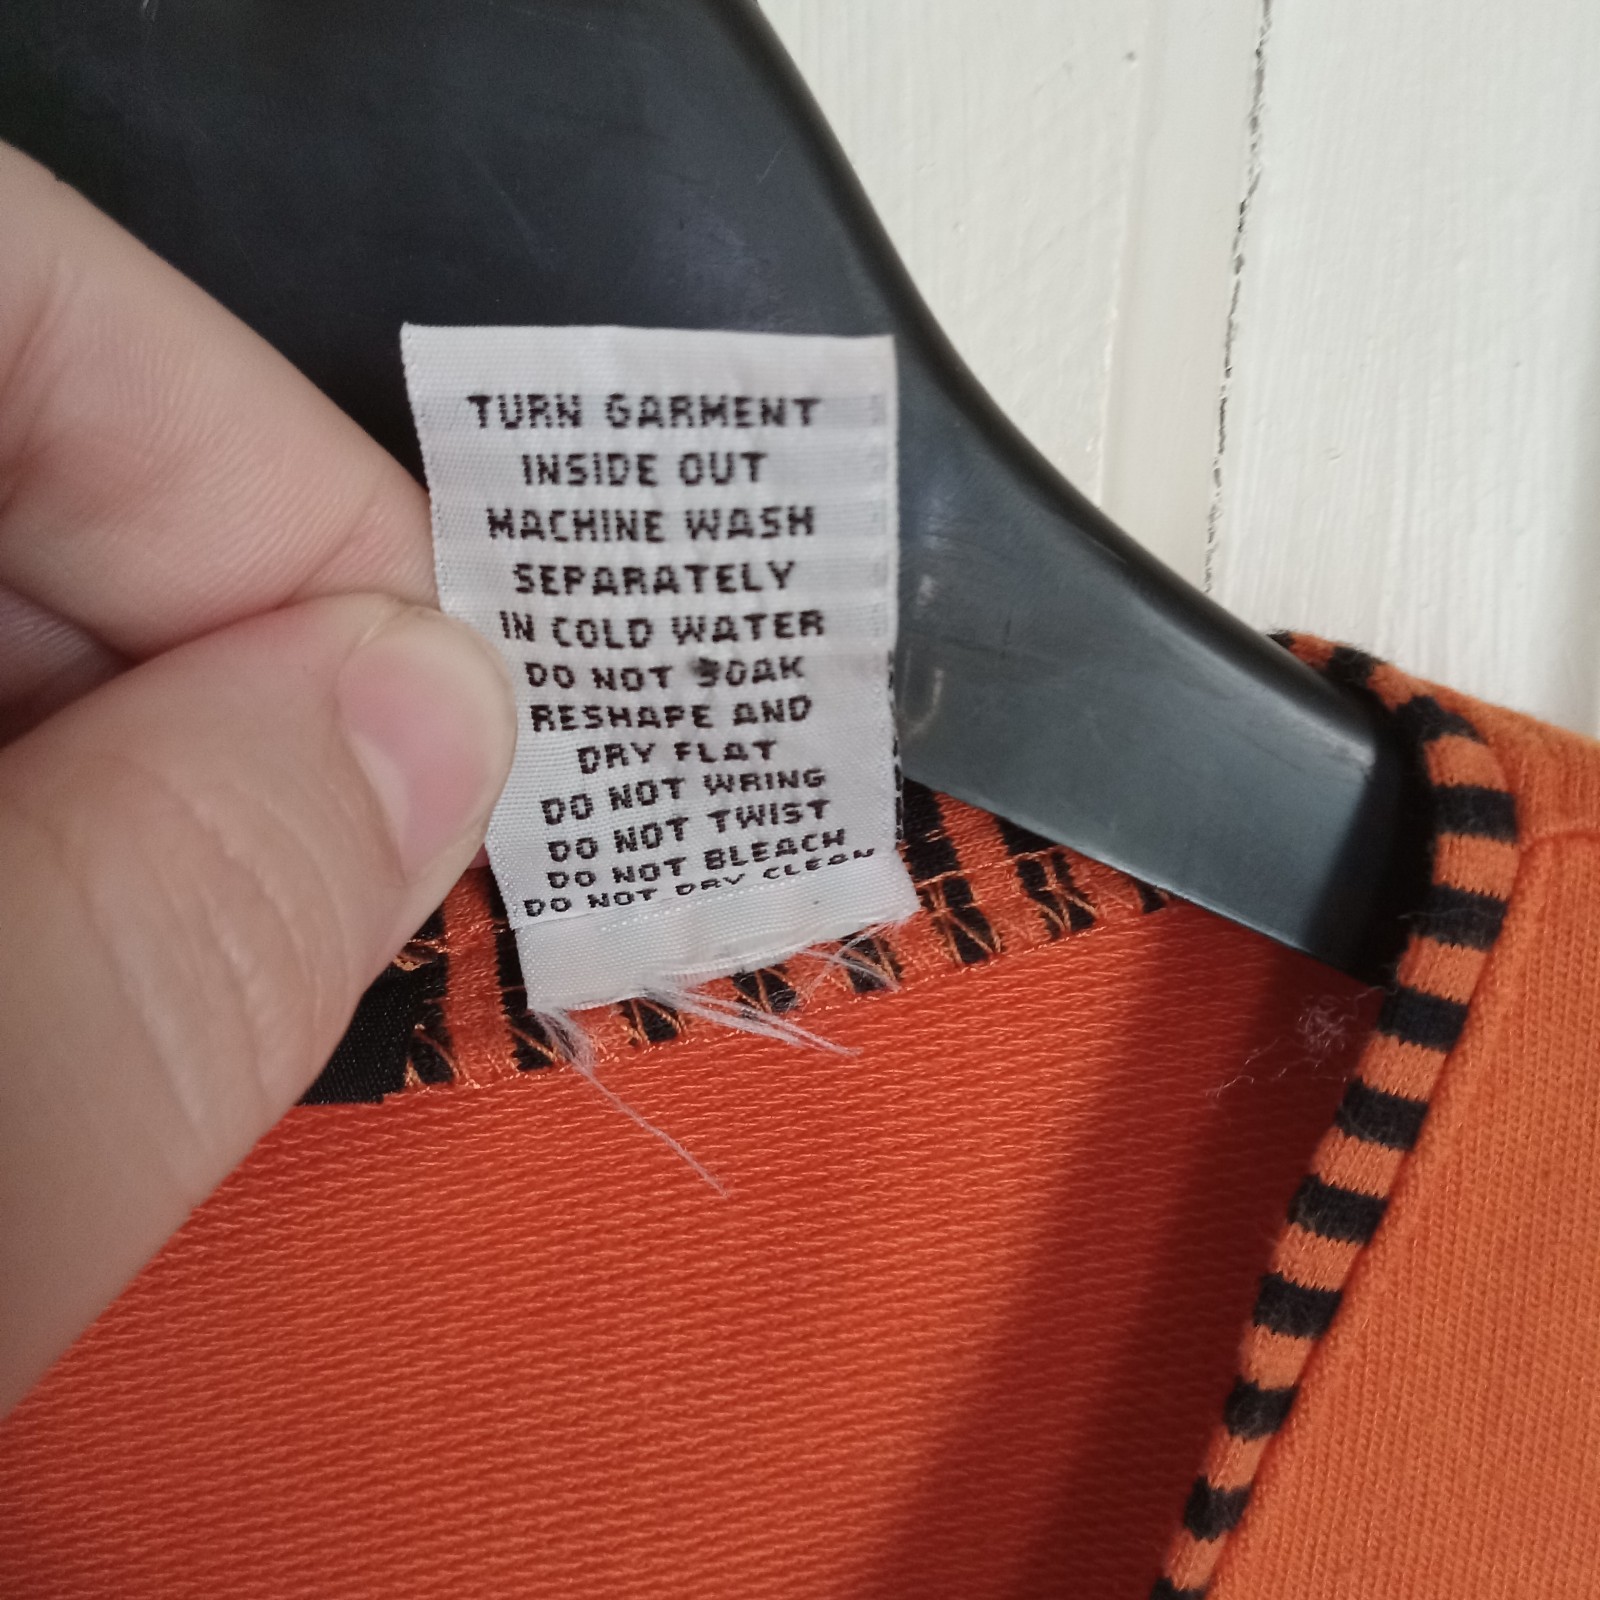 TURN GARMENT
INSIDE OUT
MACHINE WASH
SEPARATELY
IN COLD WATER
DO NOT SOAK
RESHAPE AND
DRY FLAT
DO NOT WRING
DO NOT TWIST
DO NOT BLEACH
DO NOT DRY CLEAN